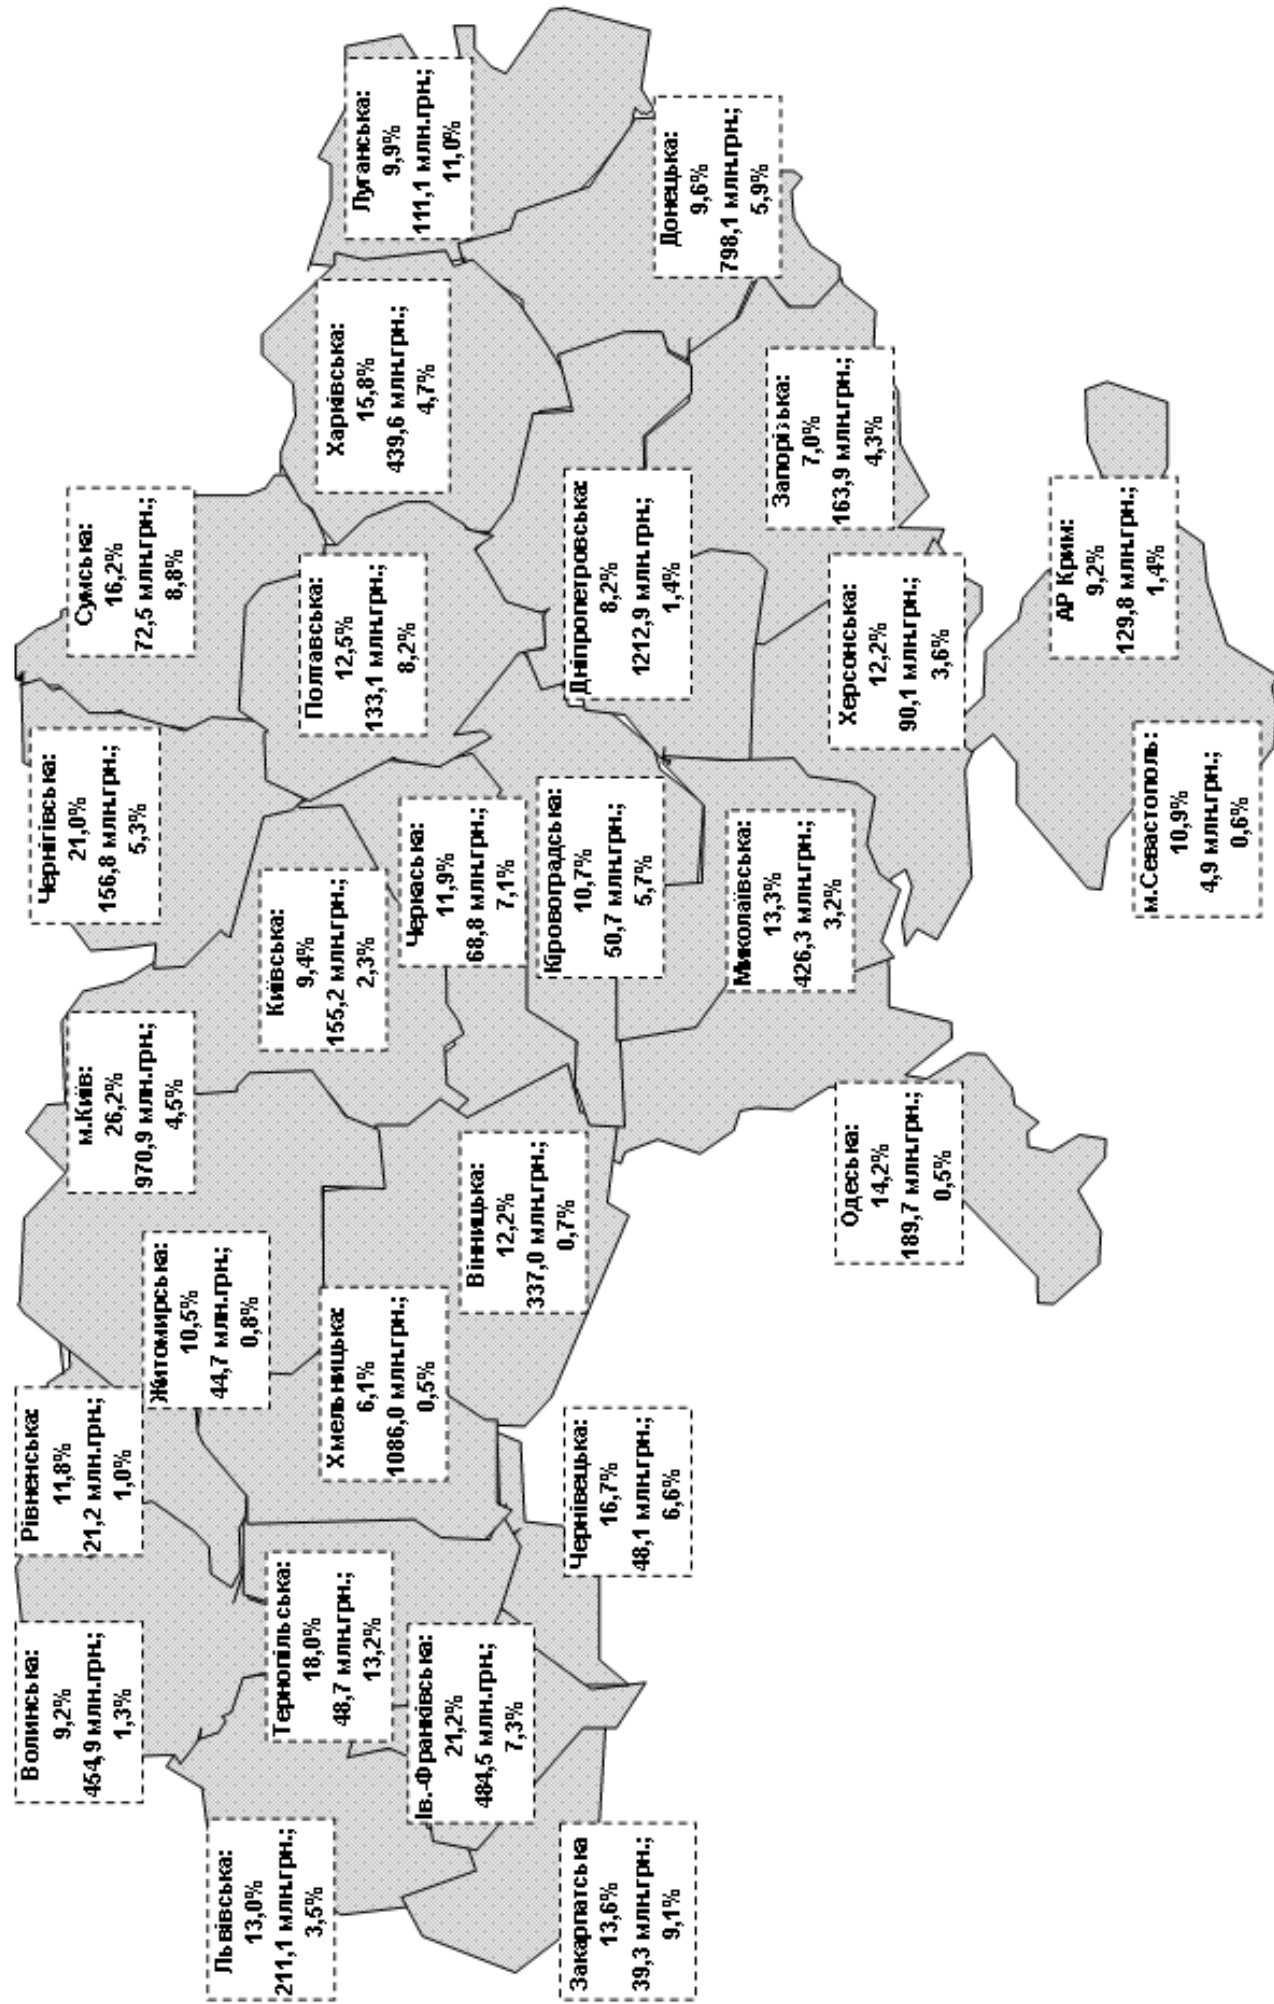 Волинська:
9,2%
454,9 млн.грн.;
1,3%
Рівненська:
11,8%
21,2 млн.грн.;
1,0%
Житомирська:
10,5%
44,7 млн.грн.;
0,8%
м.Київ:
26,2%
970,9 млн.грн.;
4,5%
Чернігівська:
21,0%
156,8 млн.грн.;
5,3%
Сумська:
16,2%
72,5 млн.грн.;
8,8%
Львівська:
13,0%
211,1 млн.грн.;
3,5%
Тернопільська:
18,0%
48,7 млн.грн.;
13,2%
Хмельницька:
6,1%
1086,0 млн.грн.;
0,5%
Київська:
9,4%
155,2 млн.грн.;
2,3%
Полтавська:
12,5%
133,1 млн.грн.;
8,2%
Харківська:
15,8%
439,6 млн.грн.;
4,7%
Луганська:
9,9%
111,1 млн.грн.;
11,0%
Ів.-Франківська:
21,2%
484,5 млн.грн.;
7,3%
Вінницька:
12,2%
337,0 млн.грн.;
0,7%
Черкаська:
11,9%
68,8 млн.грн.;
7,1%
Закарпатська
13,6%
39,3 млн.грн.;
9,1%
Чернівецька:
16,7%
48,1 млн.грн.;
6,6%
Кіровоградська:
10,7%
50,7 млн.грн.;
5,7%
Дніпропетровська:
8,2%
1212,9 млн.грн.;
1,4%
Донецька:
9,6%
798,1 млн.грн.;
5,9%
Миколаївська:
13,3%
426,3 млн.грн.;
3,2%
Запорізька:
7,0%
163,9 млн.грн.;
4,3%
Одеська:
14,2%
189,7 млн.грн.;
0,5%
Херсонська:
12,2%
90,1 млн.грн.;
3,6%
АР Крим:
9,2%
129,8 млн.грн.;
1,4%
м.Севастополь:
10,9%
4,9 млн.грн.;
0,6%